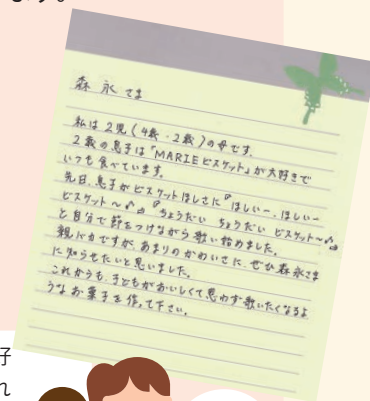 ます。
森永さま
私は2児(4歳・2歳)の母です。
2歳の息子は「MARIEビスケット」が大好きで
いつも食べています。
先日、息子がビスケットほしさに『ほしいー、ほしいー
ビスケット〜♪』『ちょうだい ちょうだい ビスケット〜♪』
と自分で節をつけながら歌い始めました。
親バカですが、あまりのかわいさに、ぜひ森永さま
に知らせたいと思いました。
これからも、子どもがおいしくて思わず歌いたくなるよ
うなお菓子を作って下さい。
好
れ